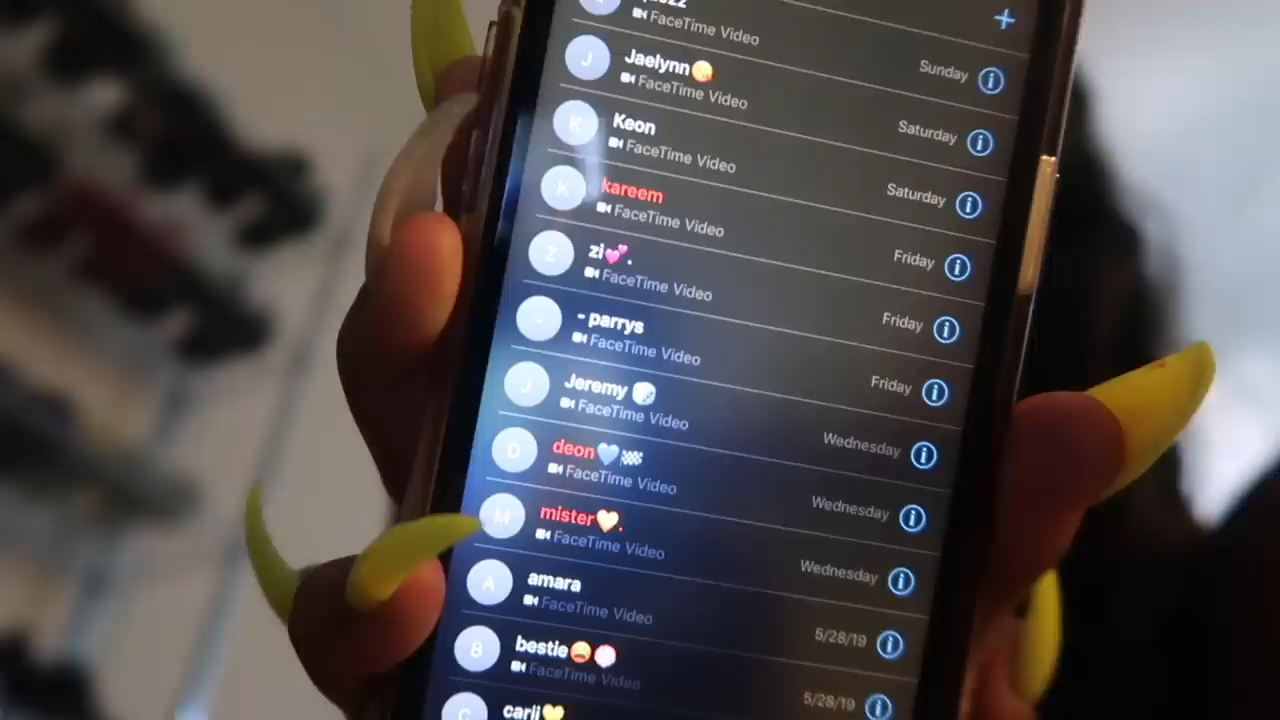 FaceTime Video
Sunday
Jaelynn😘
FaceTime Video
Saturday
Keon
FaceTime Video
Saturday
kareem
FaceTime Video
Friday
zi💕.
FaceTime Video
Friday
- parrys
FaceTime Video
Friday
Jeremy 🎲
FaceTime Video
Wednesday
deon💙🏁
FaceTime Video
Wednesday
mister💛.
FaceTime Video
Wednesday
amara
FaceTime Video
5/28/19
bestie😩
FaceTime Video
5/28/19
carli💛